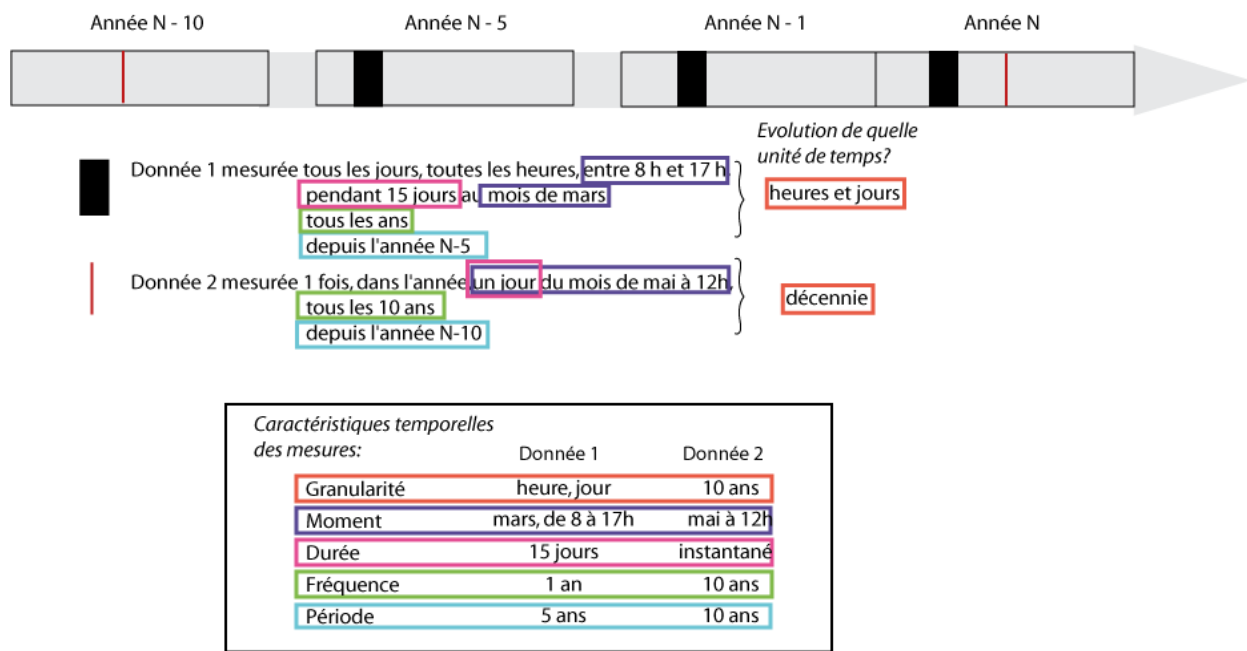 Année N - 10 Année N - 5 Année N - 1 Année N
Evolution de quelle
unité de temps?
Donnée 1 mesurée tous les jours, toutes les heures, entre 8 h et 17 h,
pendant 15 jours au mois de mars
tous les ans
depuis l'année N-5
heures et jours
Donnée 2 mesurée 1 fois, dans l'année, un jour du mois de mai à 12h,
tous les 10 ans
depuis l'année N-10
décennie
Caractéristiques temporelles
des mesures: Donnée 1 Donnée 2
Granularité heure, jour 10 ans
Moment mars, de 8 à 17h mai à 12h
Durée 15 jours instantané
Fréquence 1 an 10 ans
Période 5 ans 10 ans